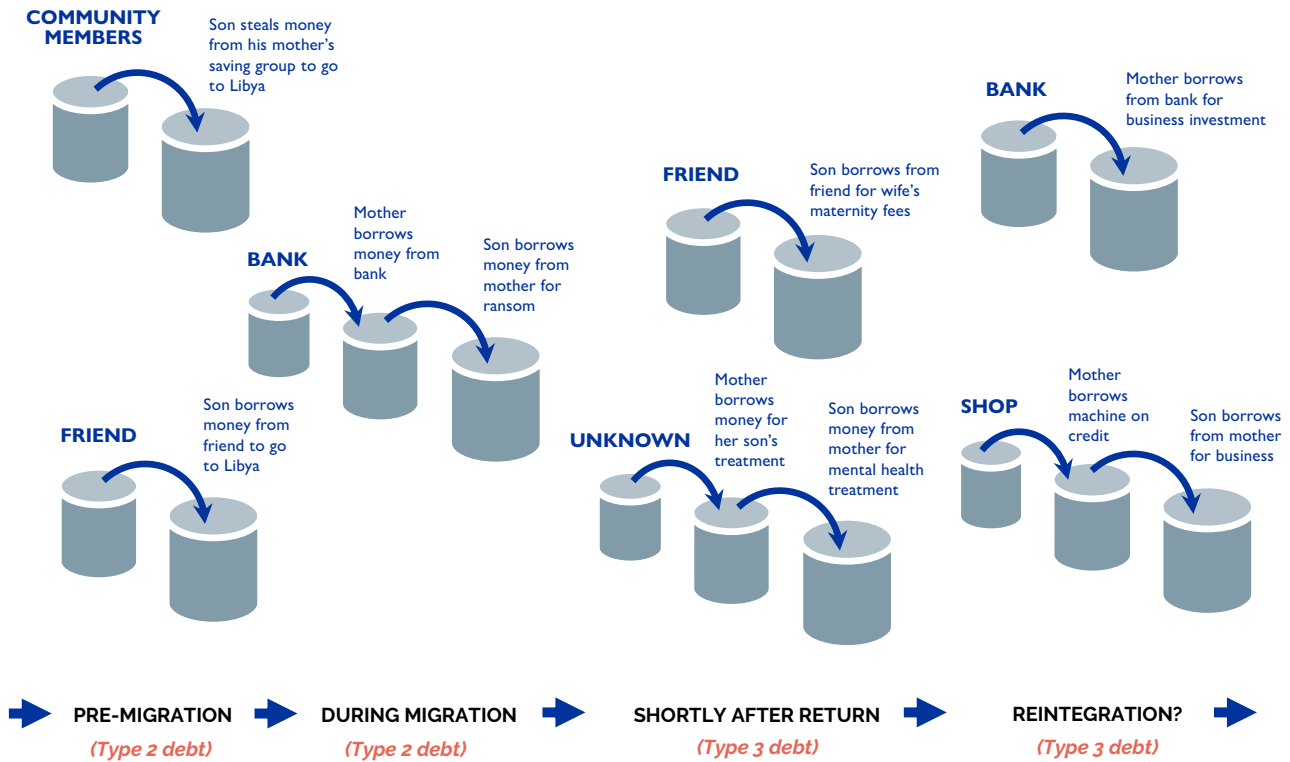 COMMUNITY
MEMBERS
Son steals money
from his mother’s
saving group to go
to Libya
BANK
Mother
borrows
money from
bank
Son borrows
money from
mother for
ransom
FRIEND
Son borrows
money from
friend to go
to Libya
FRIEND
Son borrows from
friend for wife’s
maternity fees
UNKNOWN
Mother
borrows
money for
her son’s
treatment
Son borrows
money from
mother for
mental health
treatment
BANK
Mother borrows
from bank for
business investment
SHOP
Mother
borrows
machine on
credit
Son borrows
from mother
for business
PRE-MIGRATION
(Type 2 debt)
DURING MIGRATION
(Type 2 debt)
SHORTLY AFTER RETURN
(Type 3 debt)
REINTEGRATION?
(Type 3 debt)